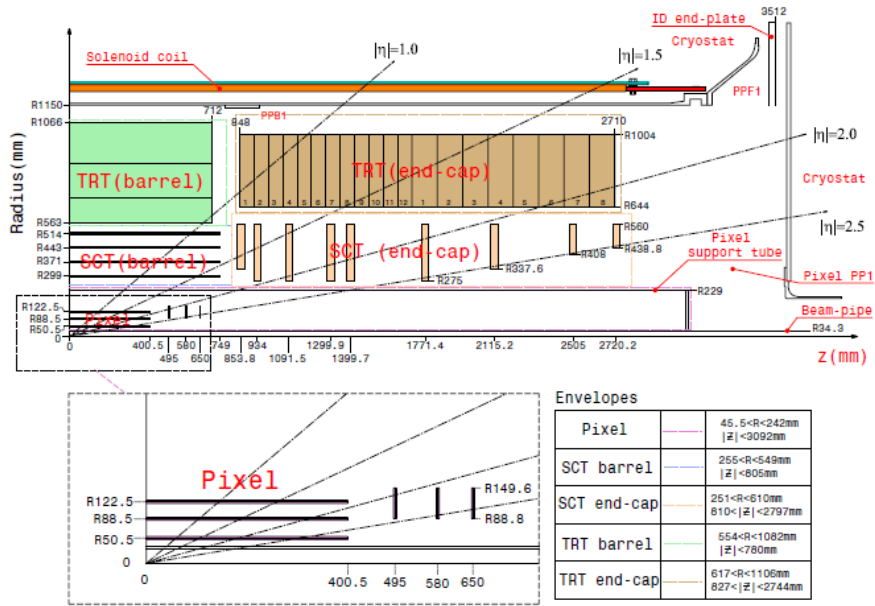 3512
ID end-plate
Cryostat
|η|=1.0
Solenoid coil
|η|=1.5
PPF1
R1150
712
PPB1
R1066
848
2710
R1004
|η|=2.0
Radius(mm)
TRT(barrel)
TRT(end-cap)
Cryostat
1 2 3 4 5 6 7 8 9 10 11 12 1 2 3 4 5 6 7 8
R644
R563
R514
R560
|η|=2.5
R443
R438.8
SCT(barrel)
SCT (end-cap)
R408
Pixel
support tube
R371
R337.6
R299
R275
Pixel PP1
R229
R122.5
R88.5
Pixel
Beam-pipe
R50.5
R34.3
0
0 400.5 580 749 934 1299.9 1771.4 2115.2 2505 2720.2
495 650 853.8 1091.5 1399.7
z(mm)
Pixel
R122.5
R149.6
R88.5
R88.8
R50.5
0
0 400.5 495 580 650
Envelopes
Pixel
45.5<R<242mm
|Z|<3092mm
SCT barrel
255<R<549mm
|Z|<805mm
SCT end-cap
251<R<610mm
810<|Z|<2797mm
TRT barrel
554<R<1082mm
|Z|<780mm
TRT end-cap
617<R<1106mm
827<|Z|<2744mm